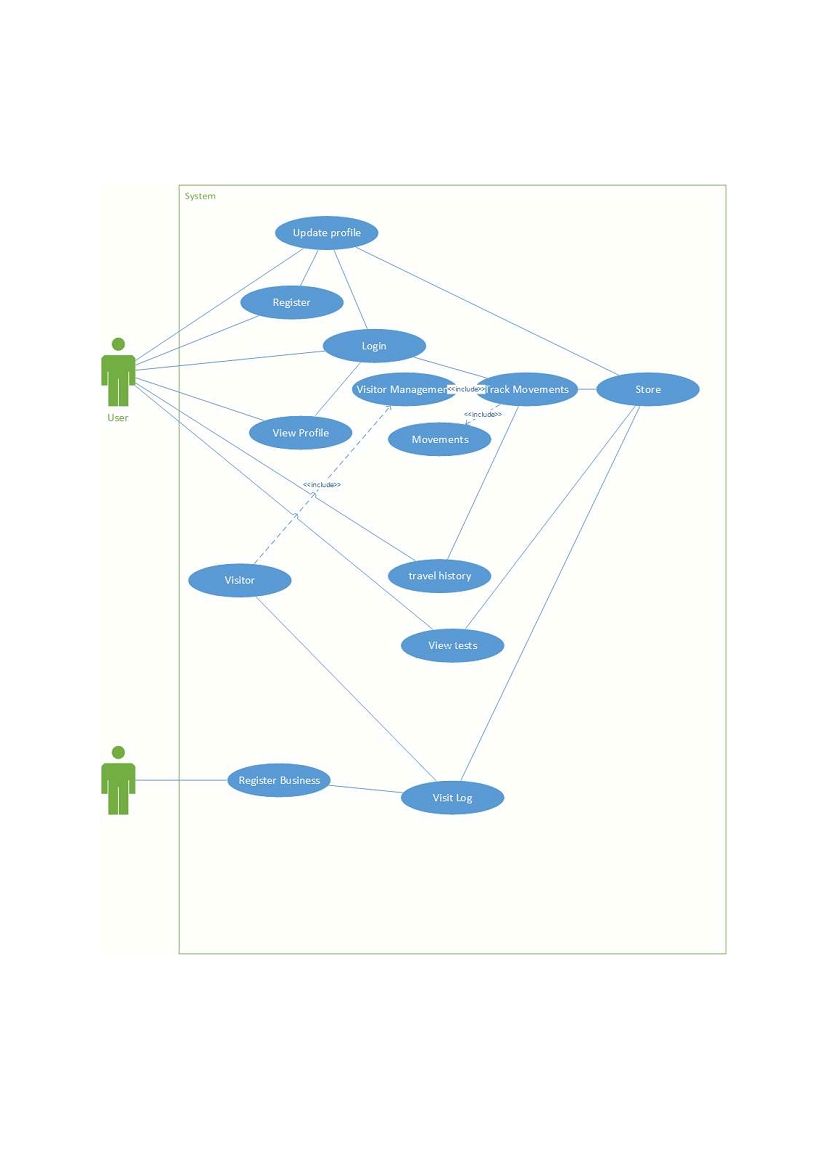 System
Update profile
Register
Login
User
Visitor Management
<<include>>
Track Movements
Store
<<include>>
View Profile
Movements
<<include>>
Visitor
travel history
View tests
Register Business
Visit Log